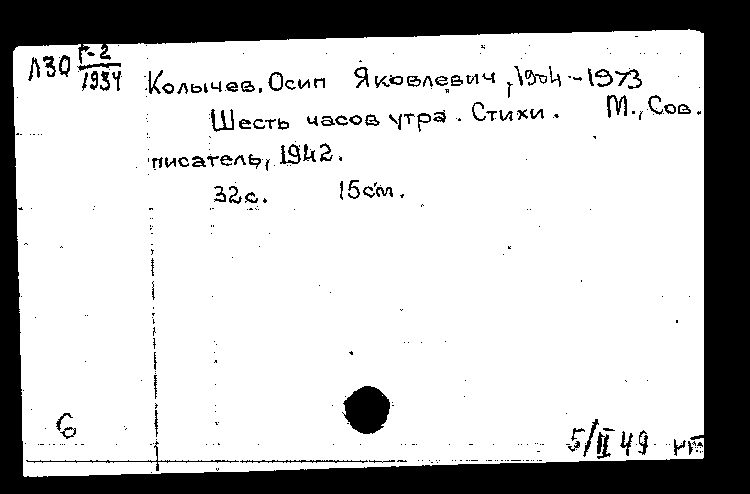 Л30 Г-2/1934
Колычев, Осип Яковлевич, 1904-1973
Шесть часов утра. Стихи. М., Сов.
писатель, 1942.
32с. 15см.
6
5/II 49